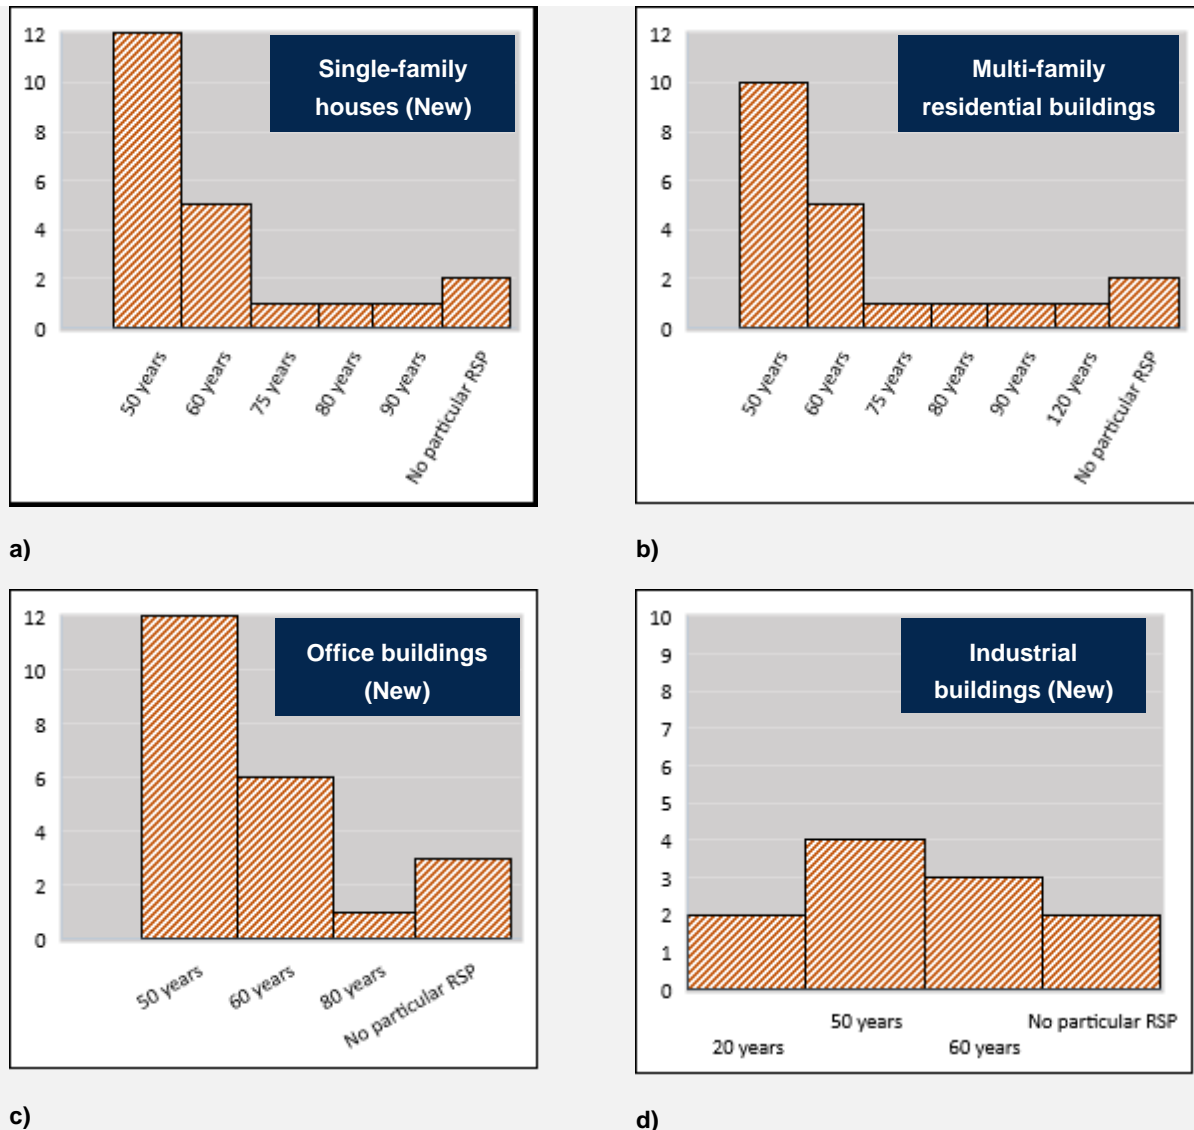 12
10
8
6
4
2
0
Single-family
houses (New)
50 years
60 years
75 years
80 years
90 years
No particular RSP
a)
12
10
8
6
4
2
0
Multi-family
residential buildings
50 years
60 years
75 years
80 years
90 years
120 years
No particular RSP
b)
12
10
8
6
4
2
0
Office buildings
(New)
50 years
60 years
80 years
No particular RSP
c)
10
9
8
7
6
5
4
3
2
1
0
Industrial
buildings (New)
20 years
50 years
60 years
No particular RSP
d)